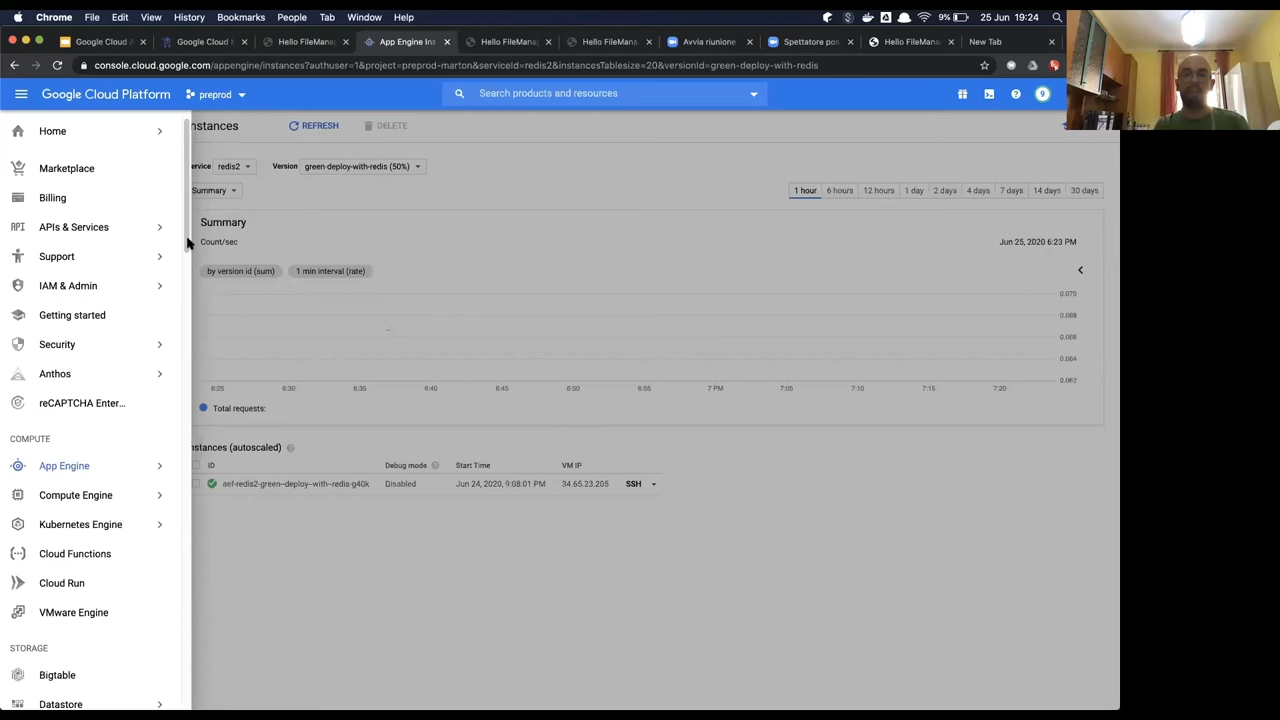 Chrome File Edit View History Bookmarks People Tab Window Help
9% 25 Jun 19:24
Google Cloud A
Google Cloud M
Hello FileMana
App Engine Ins
Hello FileMana
Hello FileMana
Avvia riunione
Spettatore pos
Hello FileMana
New Tab
console.cloud.google.com/appengine/instances?authuser=1&project=preprod-marton&serviceId=redis2&instancesTablesize=20&versionId=green-deploy-with-redis
Google Cloud Platform
preprod
Search products and resources
9
Home
Marketplace
Billing
API APIs & Services
Support
IAM & Admin
Getting started
Security
Anthos
reCAPTCHA Enter...
COMPUTE
App Engine
Compute Engine
Kubernetes Engine
Cloud Functions
Cloud Run
VMware Engine
STORAGE
Bigtable
Datastore
nstances
REFRESH
DELETE
ervice redis2 Version green-deploy-with-redis (50%)
Summary
1 hour 6 hours 12 hours 1 day 2 days 4 days 7 days 14 days 30 days
Summary
Count/sec
Jun 25, 2020 6:23 PM
by version id (sum) 1 min interval (rate)
0.070
0.068
0.066
0.064
0.062
6:25 6:30 6:35 6:40 6:45 6:50 6:55 7 PM 7:05 7:10 7:15 7:20
Total requests:
nstances (autoscaled)
ID Debug mode Start Time VM IP
aef-redis2-green--deploy--with--redis-g40k Disabled Jun 24, 2020, 9:08.01 PM 34.65.23.205 SSH